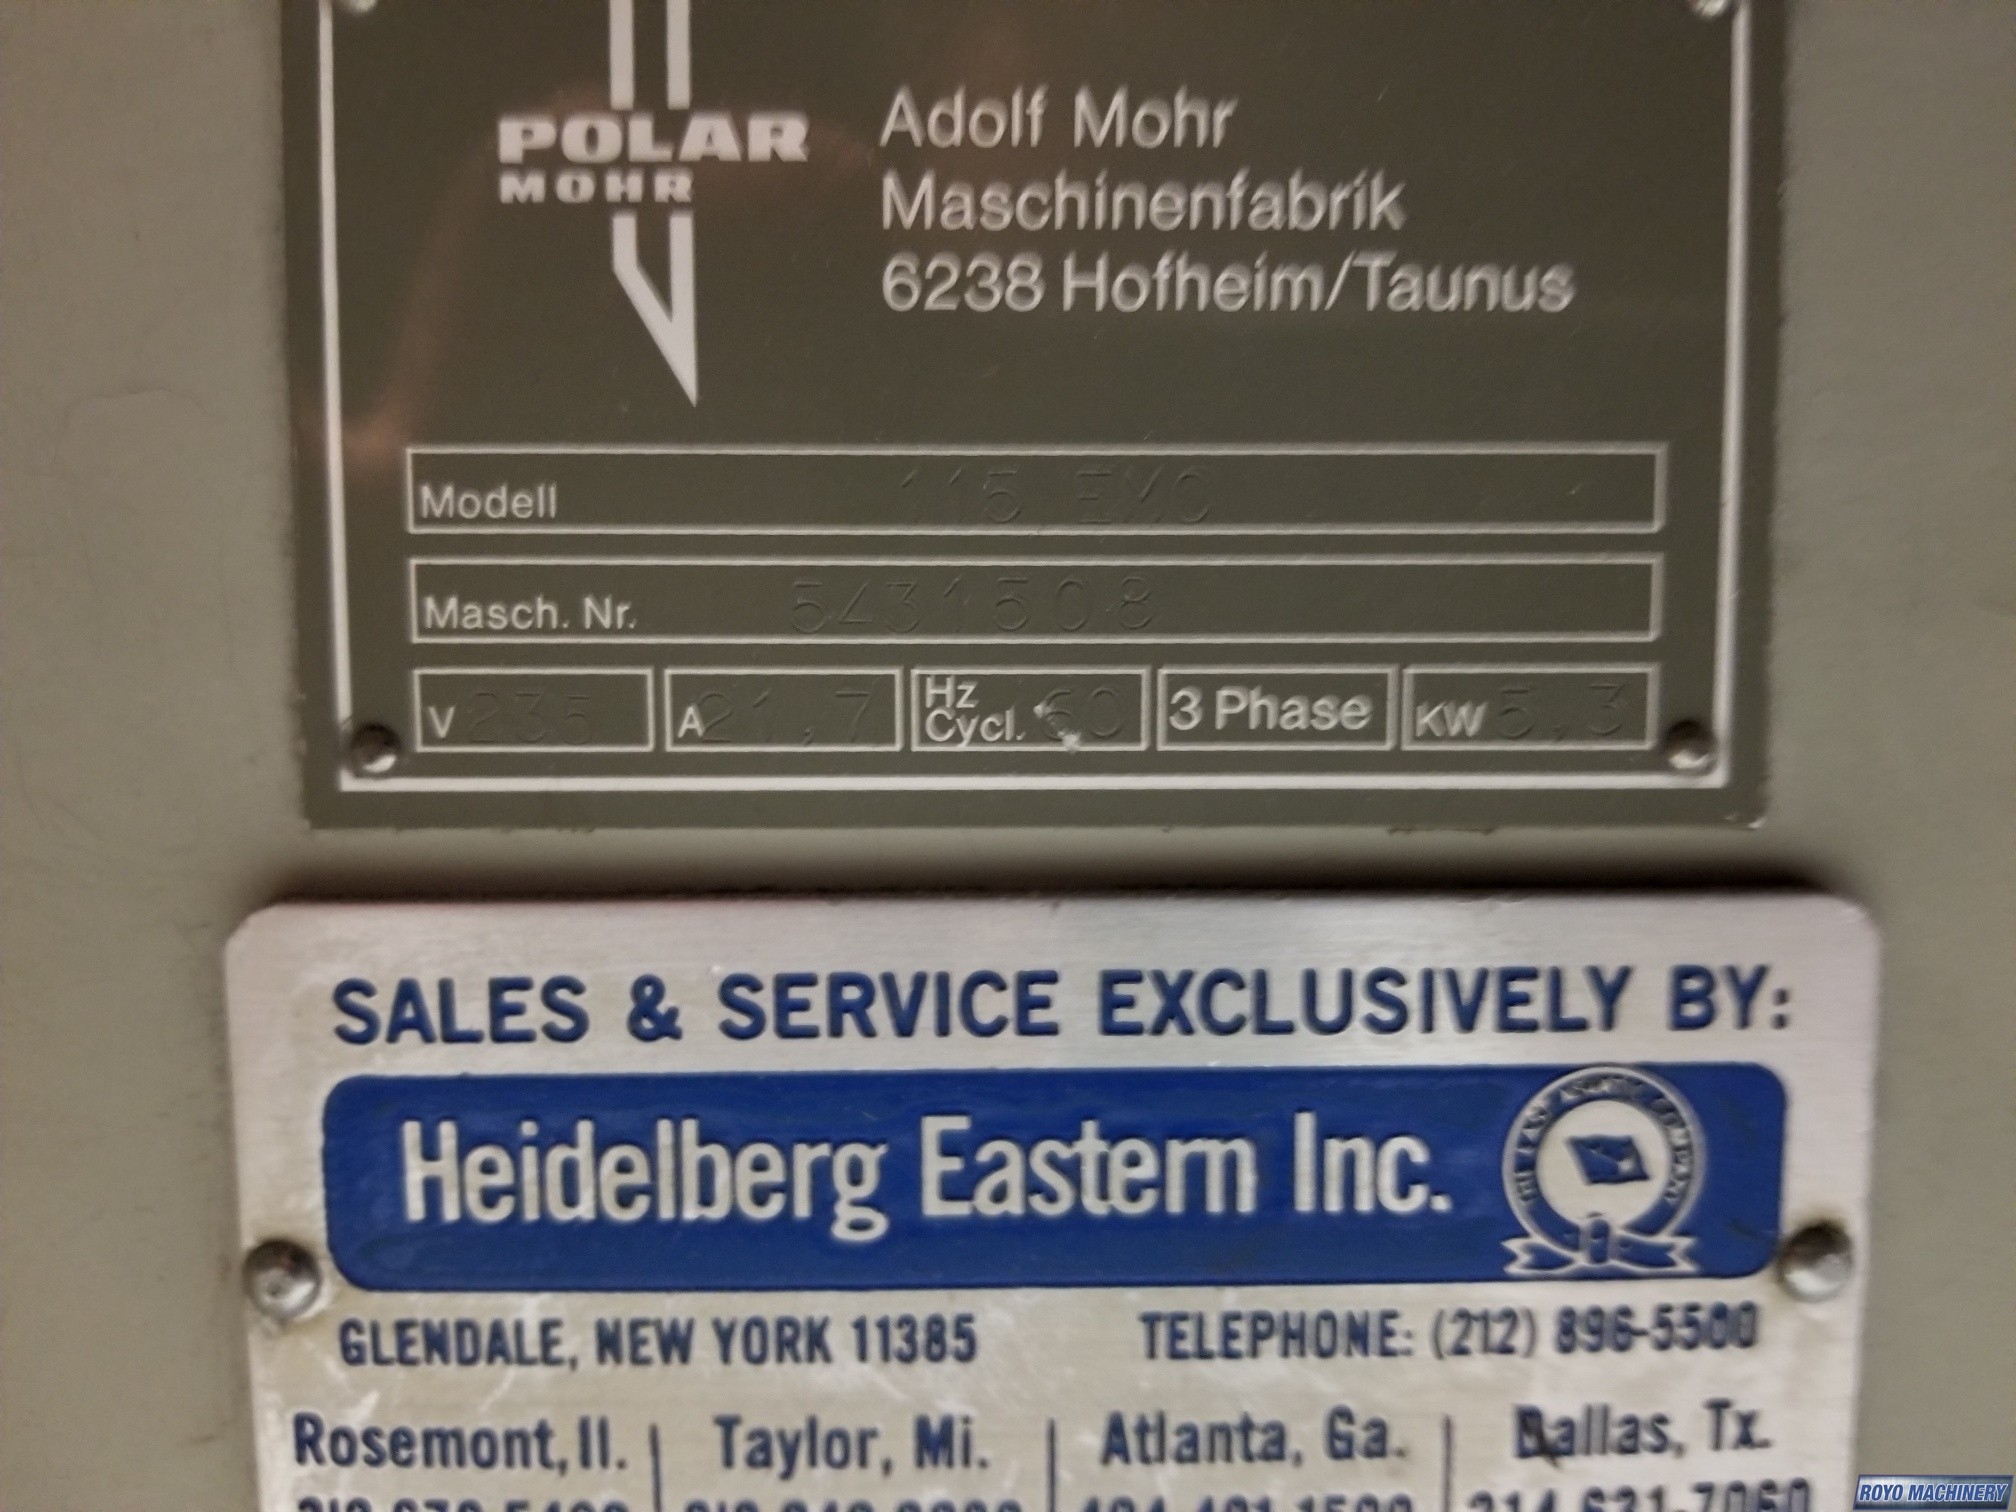 POLAR
MOHR
Adolf Mohr
Maschinenfabrik
6238 Hofheim/Taunus
Modell 115 EMC
Masch. Nr. 5431508
V 235 A 21,7 Hz Cycl. 60 3 Phase KW 5,3
SALES & SERVICE EXCLUSIVELY BY:
Heidelberg Eastern Inc.
GLENDALE, NEW YORK 11385 TELEPHONE: (212) 896-5500
Rosemont, Il. Taylor, Mi. Atlanta, Ga. Dallas, Tx.
ROYO MACHINERY